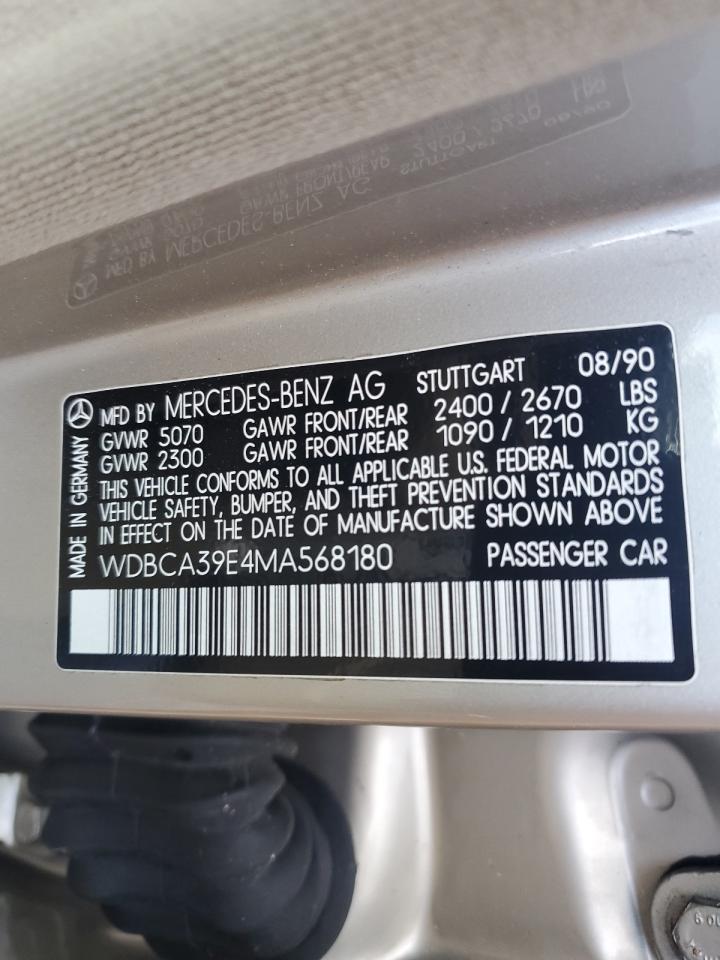 MADE IN GERMANY
MFD BY MERCEDES-BENZ AG STUTTGART 08/90
GVWR 5070 GAWR FRONT/REAR 2400 / 2670 LBS
GVWR 2300 GAWR FRONT/REAR 1090 / 1210 KG
THIS VEHICLE CONFORMS TO ALL APPLICABLE U.S. FEDERAL MOTOR
VEHICLE SAFETY, BUMPER, AND THEFT PREVENTION STANDARDS
IN EFFECT ON THE DATE OF MANUFACTURE SHOWN ABOVE
WDBCA39E4MA568180 PASSENGER CAR